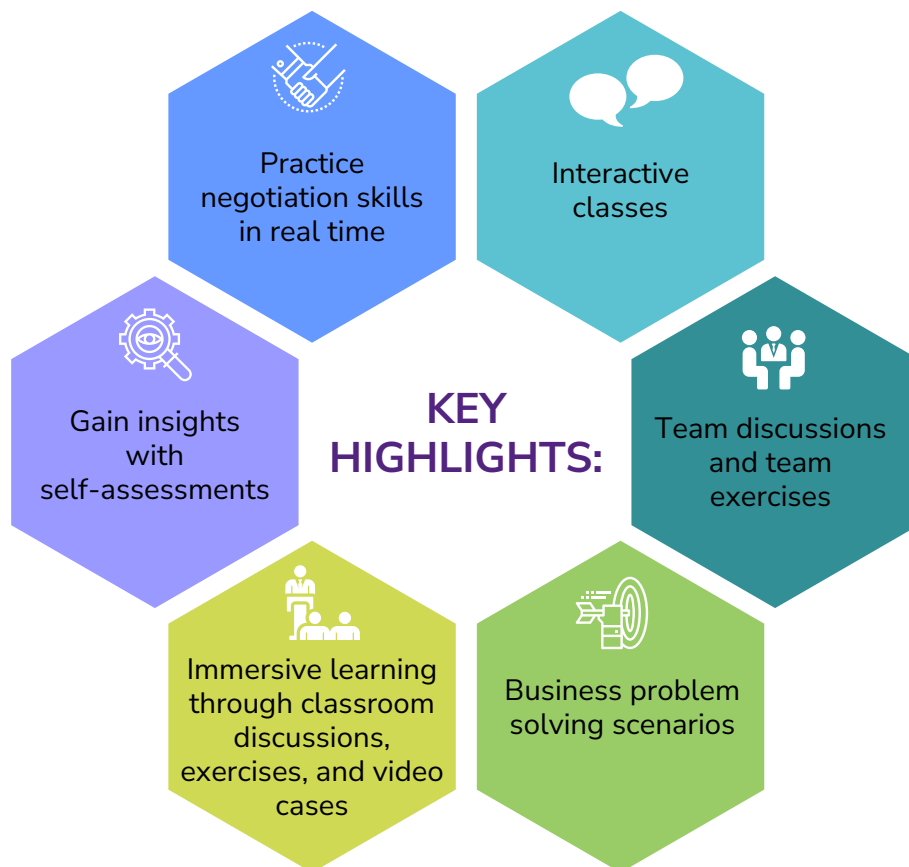 Practice
negotiation skills
in real time
Interactive
classes
Gain insights
with
self-assessments
KEY
HIGHLIGHTS:
Team discussions
and team
exercises
Immersive learning
through classroom
discussions,
exercises, and video
cases
Business problem
solving scenarios